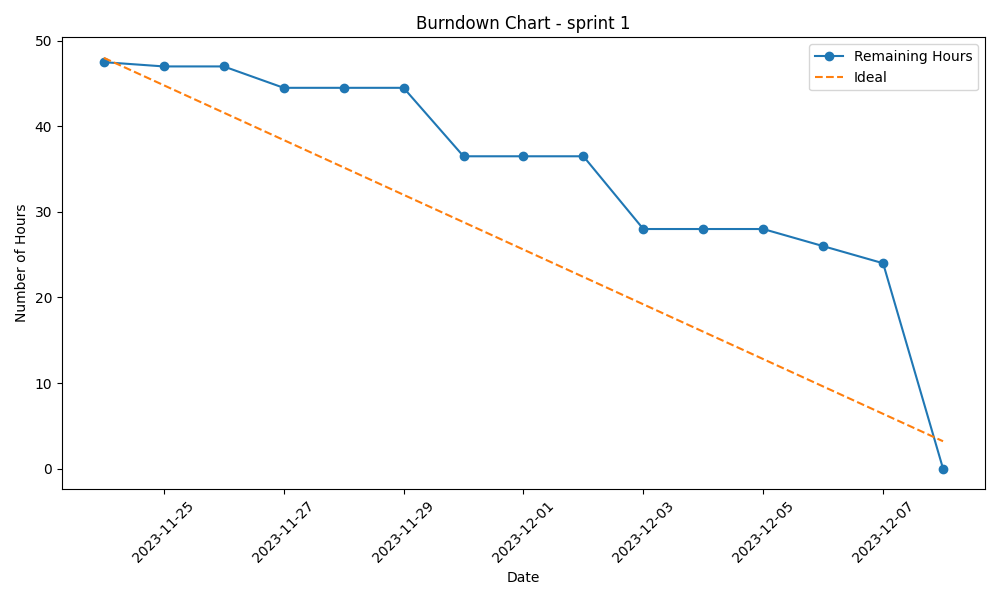 Burndown Chart - sprint 1
Remaining Hours
Ideal
Number of Hours
50
40
30
20
10
0
2023-11-25
2023-11-27
2023-11-29
2023-12-01
2023-12-03
2023-12-05
2023-12-07
Date